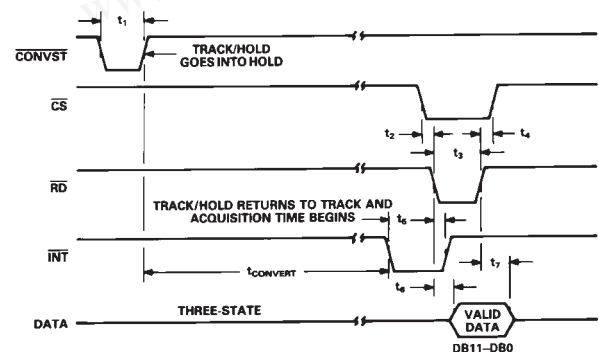 t1
CONVST
TRACK/HOLD
GOES INTO HOLD
CS
t2
t3
t4
RD
TRACK/HOLD RETURNS TO TRACK AND
ACQUISITION TIME BEGINS
t5
INT
tCONVERT
t6
t7
DATA
THREE-STATE
VALID
DATA
DB11–DB0